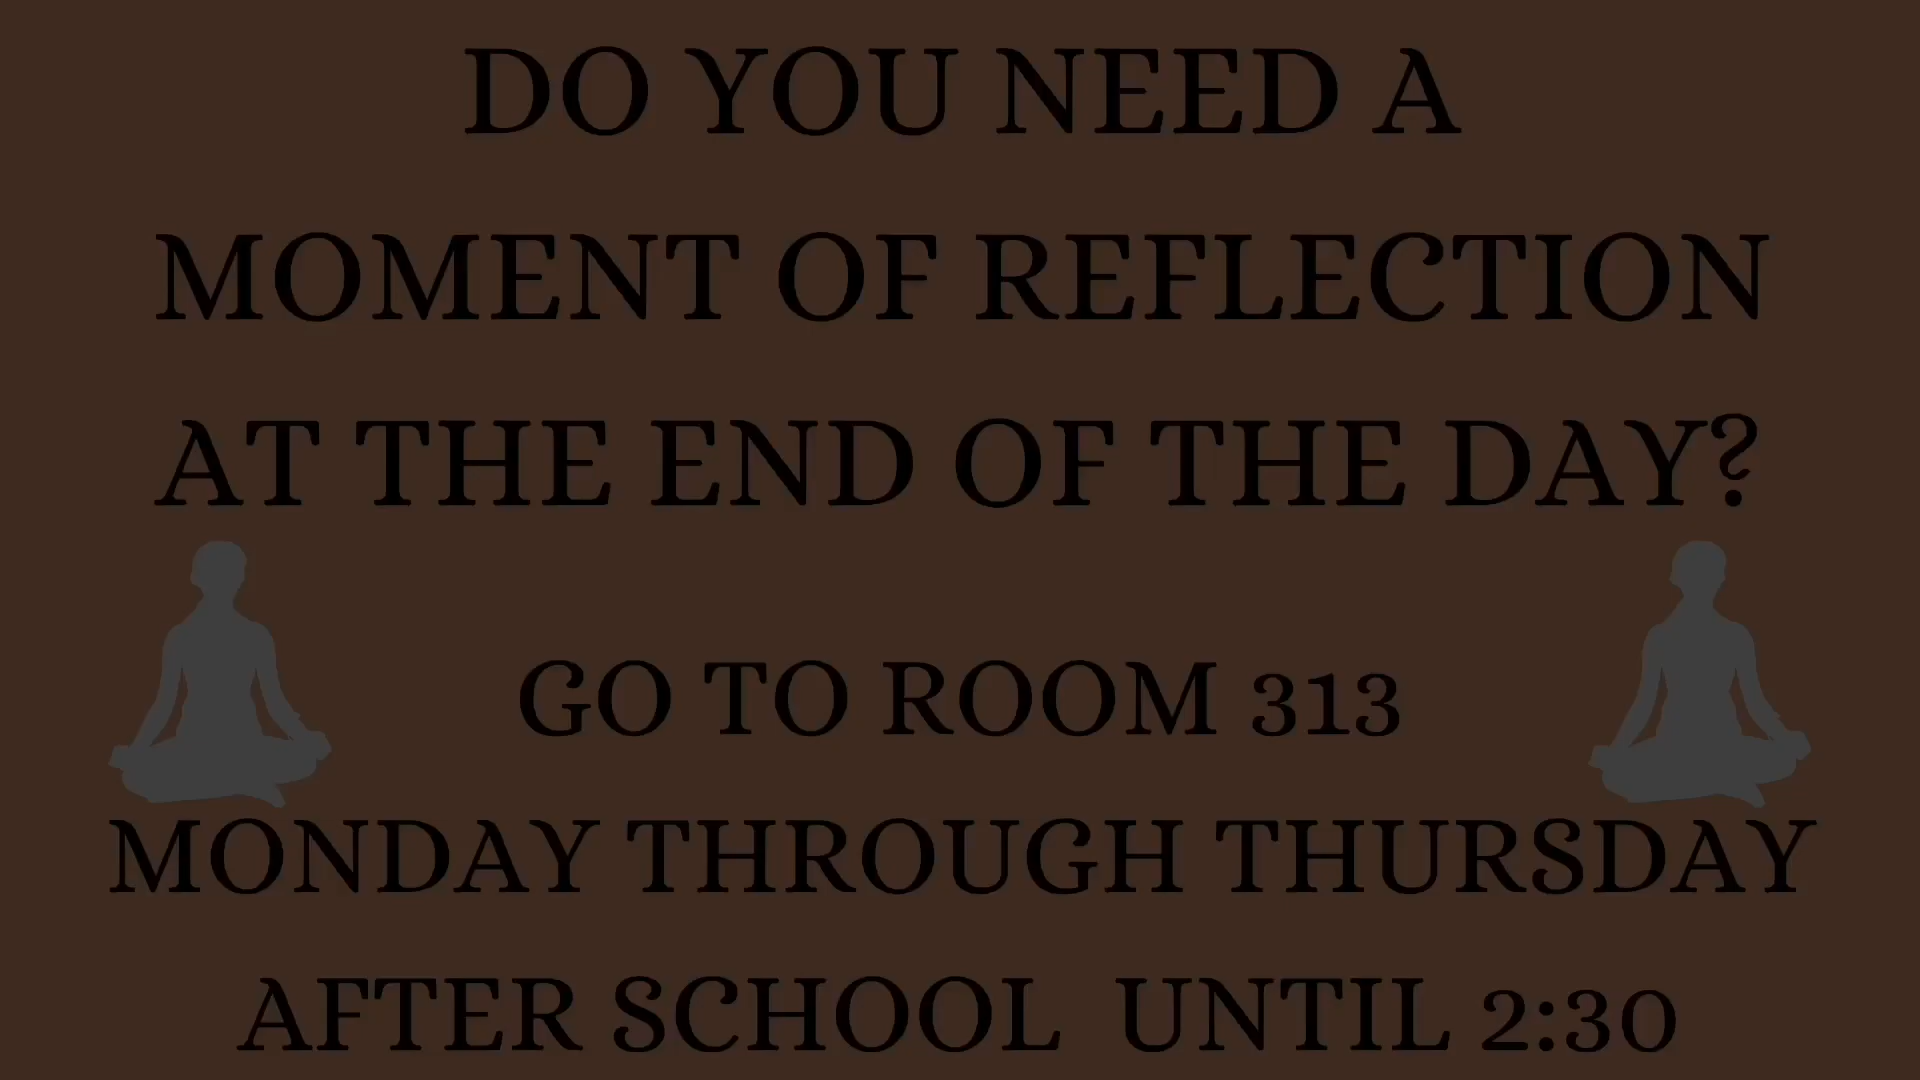 DO YOU NEED A
MOMENT OF REFLECTION
AT THE END OF THE DAY?
GO TO ROOM 313
MONDAY THROUGH THURSDAY
AFTER SCHOOL UNTIL 2:30